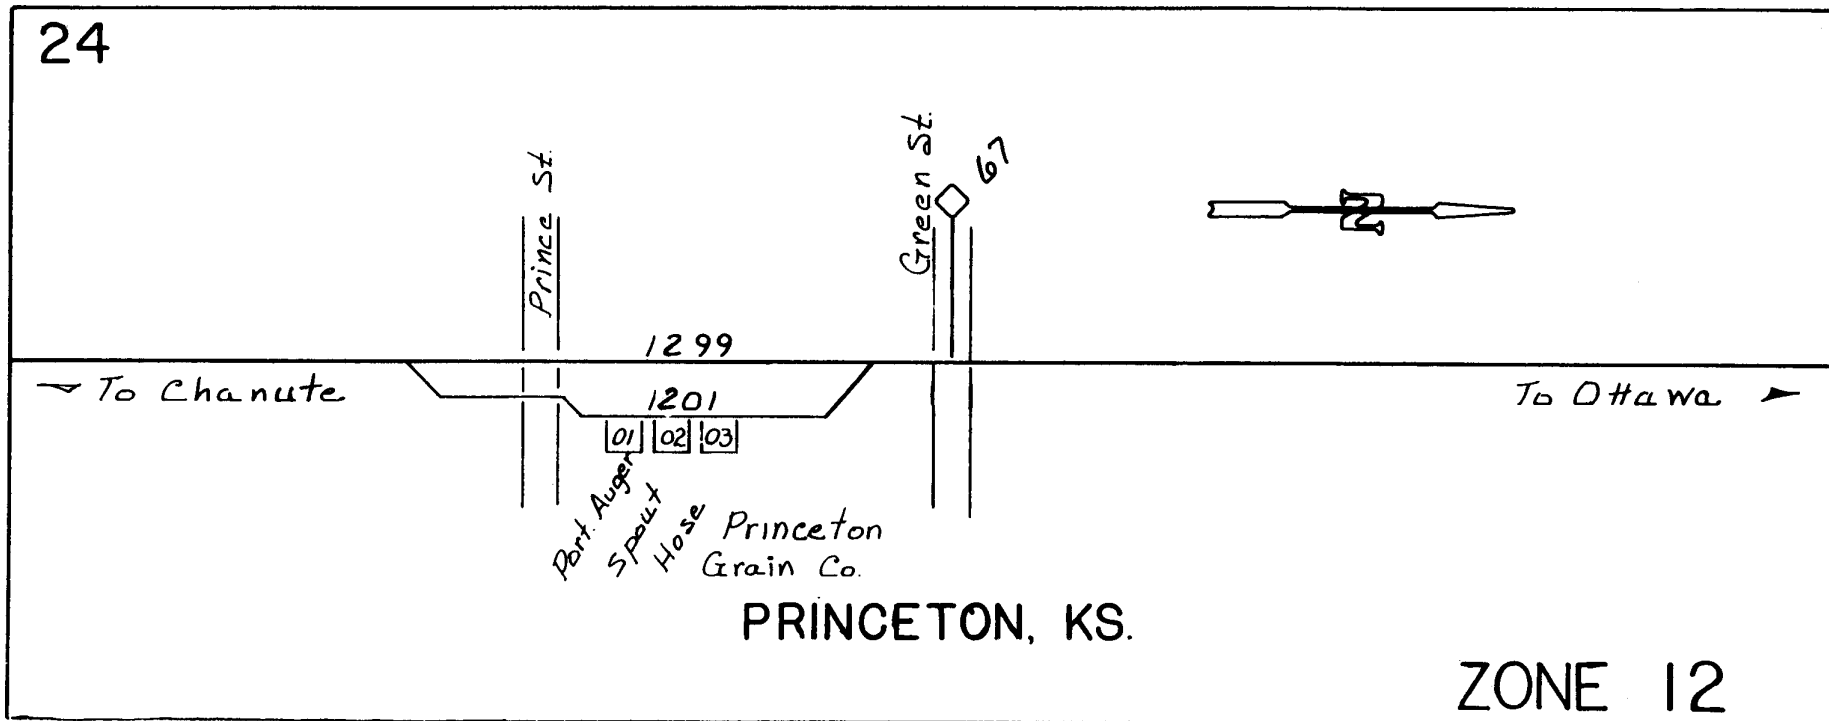 24
Prince St.
Green St.
67
N
1299
To Chanute
1201
To Ottawa
01 02 03
Port. Auger
Spout
Hose
Princeton
Grain Co.
PRINCETON, KS.
ZONE 12